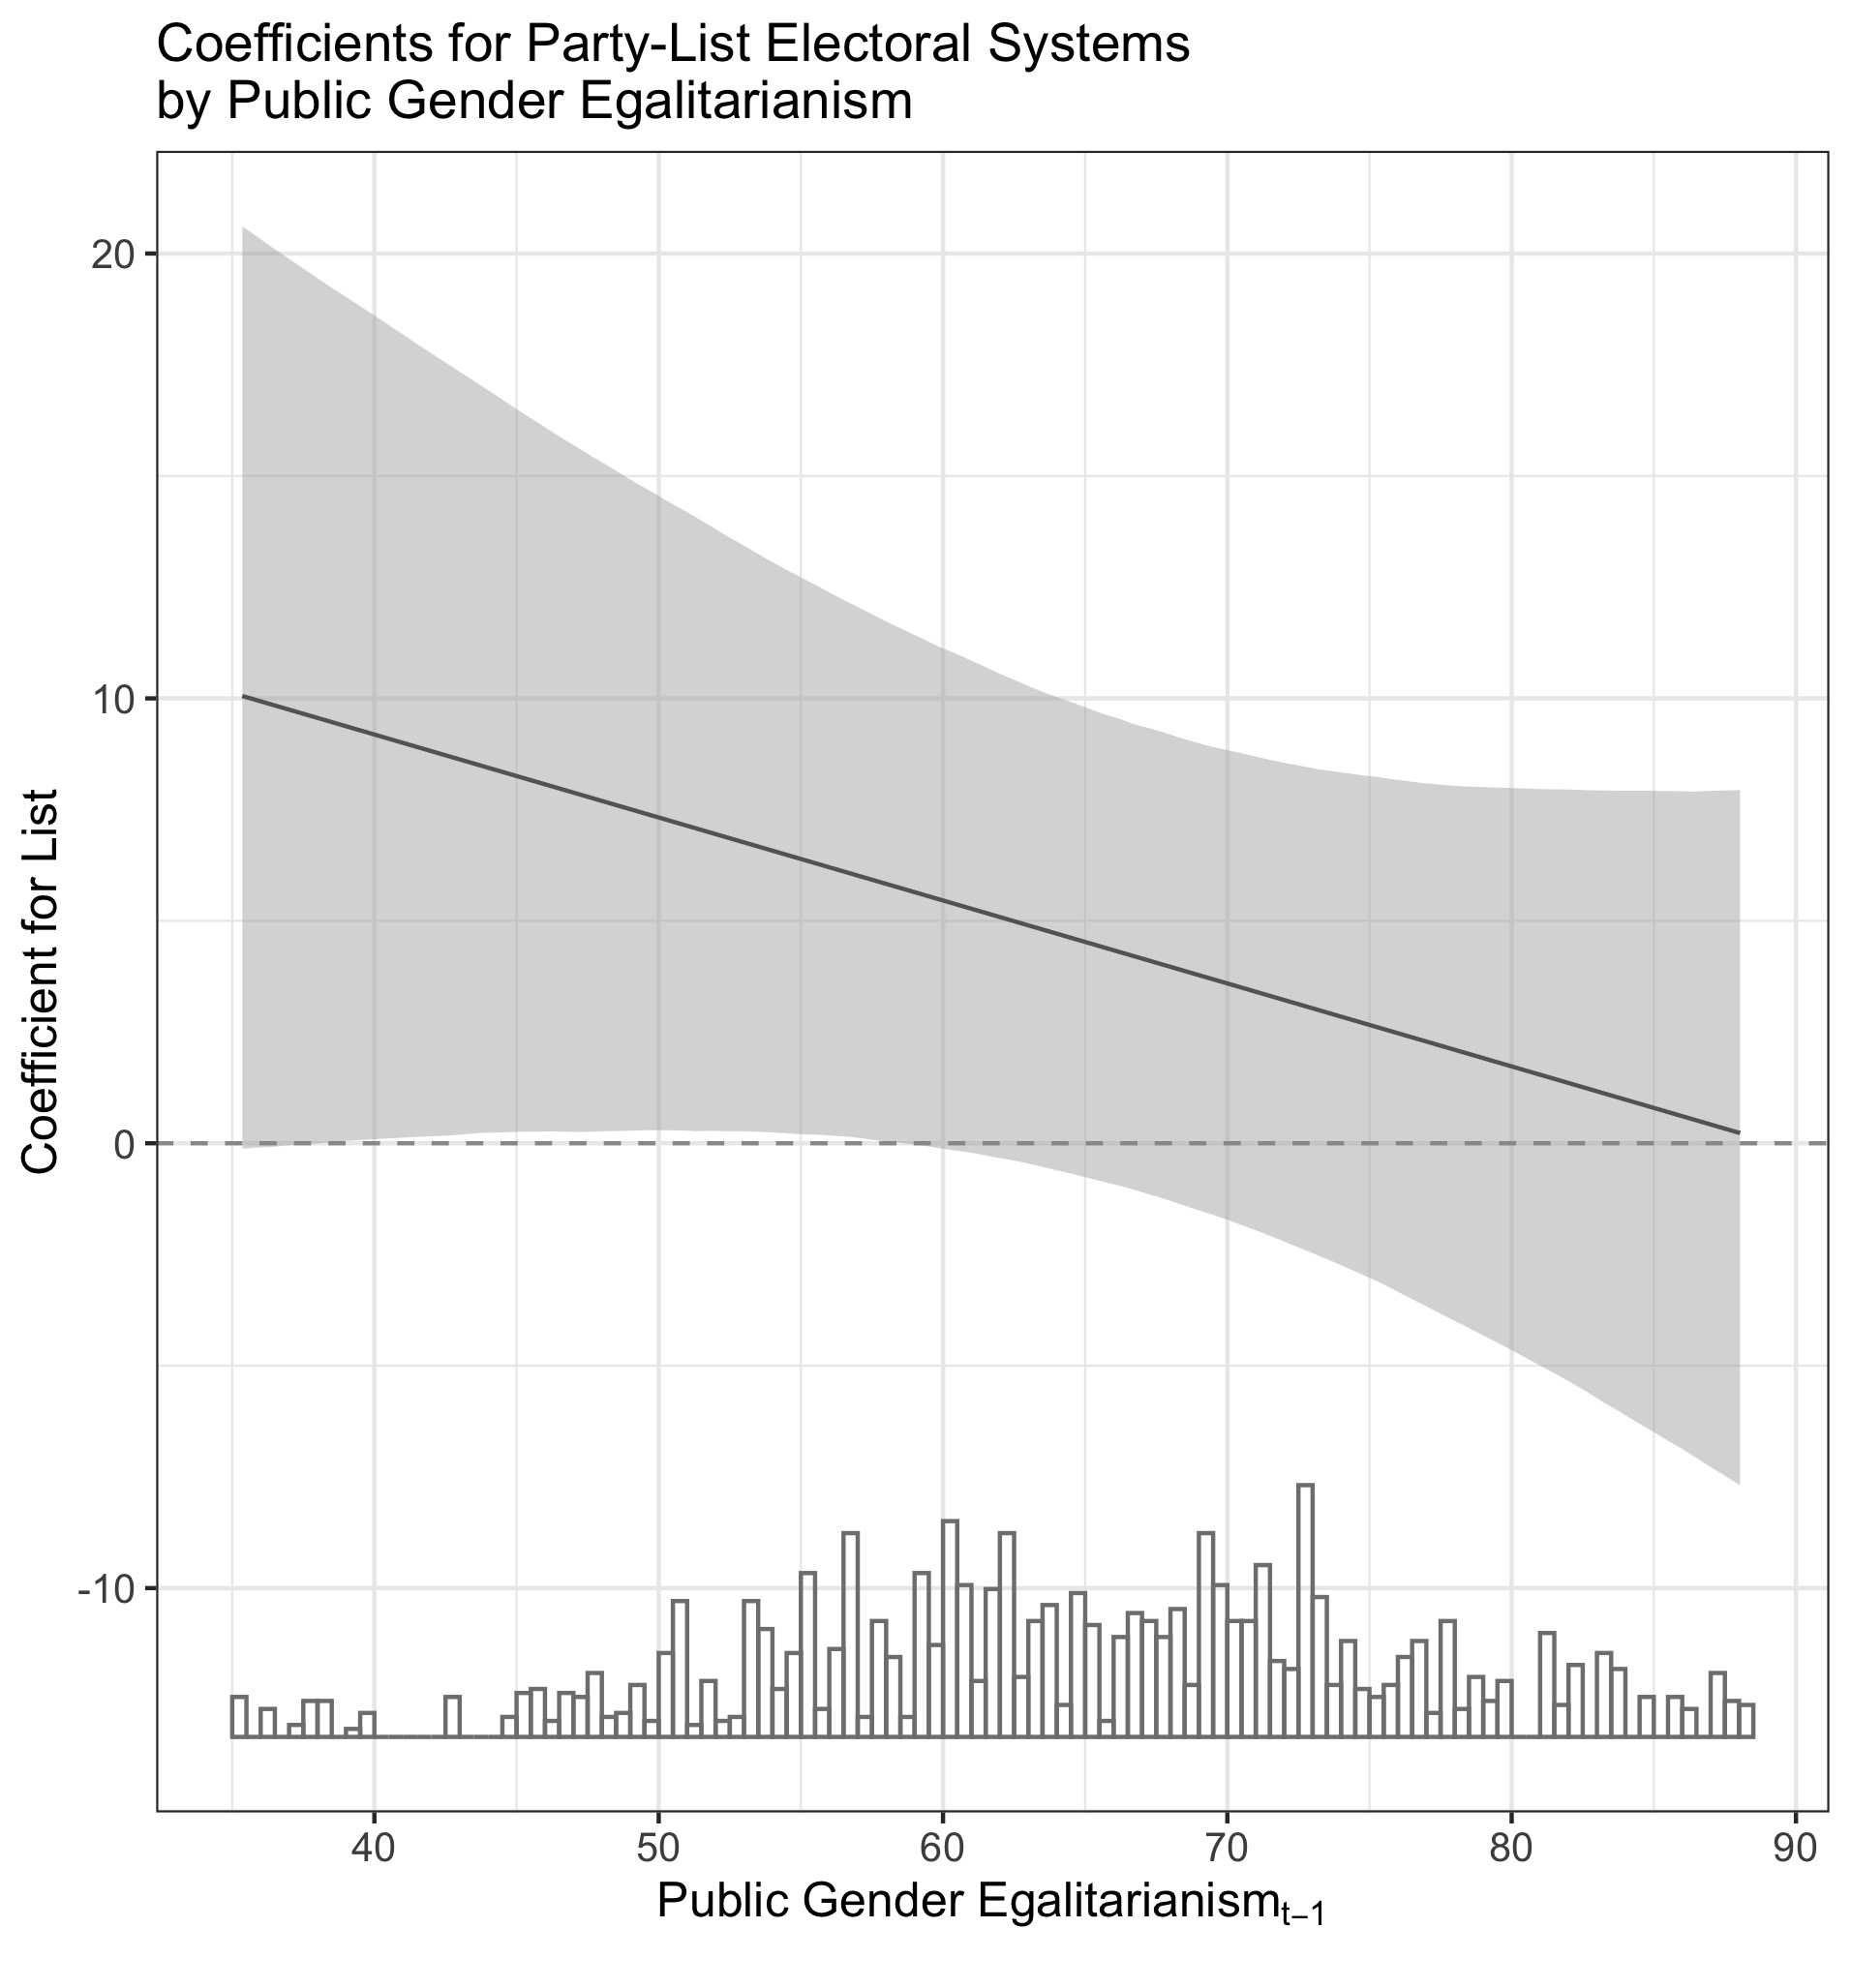 Coefficients for Party-List Electoral Systems
by Public Gender Egalitarianism
Coefficient for List
20
10
0
-10
40 50 60 70 80 90
Public Gender Egalitarianism t−1